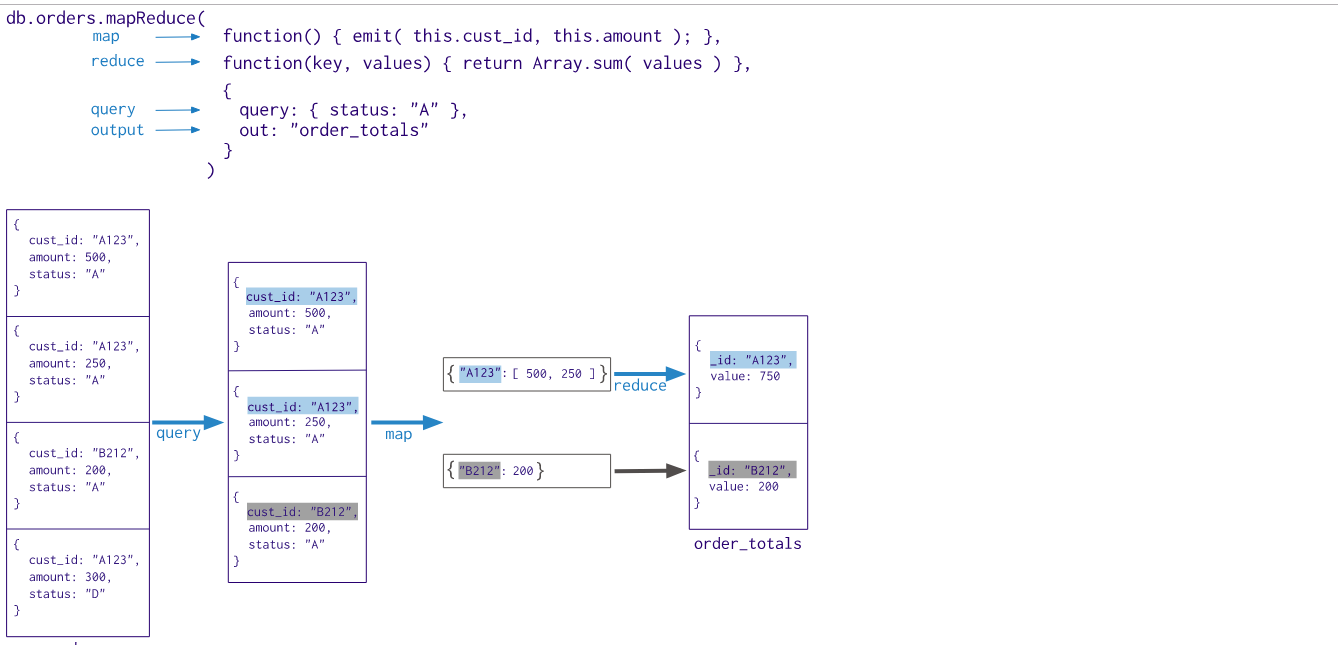 db.orders.mapReduce(
map function() { emit( this.cust_id, this.amount ); },
reduce function(key, values) { return Array.sum( values ) },
{
query query: { status: "A" },
output out: "order_totals"
}
)
{
cust_id: "A123",
amount: 500,
status: "A"
}
{
cust_id: "A123",
amount: 250,
status: "A"
}
{
cust_id: "B212",
amount: 200,
status: "A"
}
{
cust_id: "A123",
amount: 300,
status: "D"
}
query
{
cust_id: "A123",
amount: 500,
status: "A"
}
{
cust_id: "A123",
amount: 250,
status: "A"
}
{
cust_id: "B212",
amount: 200,
status: "A"
}
map
{ "A123": [ 500, 250 ] }
{ "B212": 200 }
reduce
{
_id: "A123",
value: 750
}
{
_id: "B212",
value: 200
}
order_totals